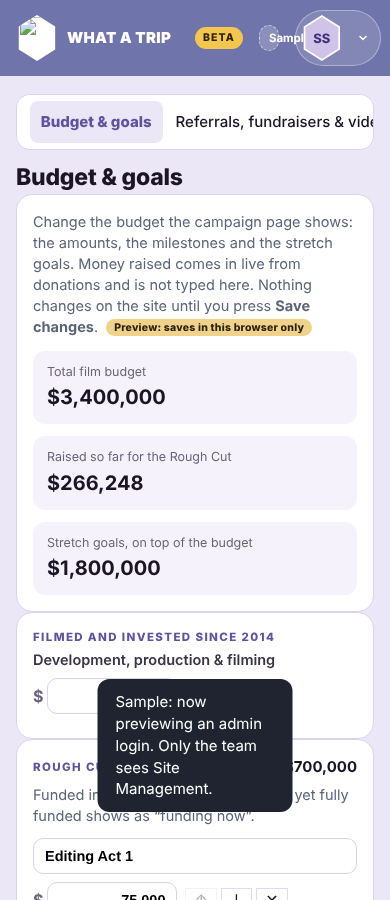 WHAT A TRIP
BETA
Sampl
SS
Budget & goals
Referrals, fundraisers & vide
Budget & goals
Change the budget the campaign page shows:
the amounts, the milestones and the stretch
goals. Money raised comes in live from
donations and is not typed here. Nothing
changes on the site until you press Save
changes. Preview: saves in this browser only
Total film budget
$3,400,000
Raised so far for the Rough Cut
$266,248
Stretch goals, on top of the budget
$1,800,000
FILMED AND INVESTED SINCE 2014
Development, production & filming
$
Sample: now
previewing an admin
login. Only the team
sees Site
Management.
ROUGH CU
$700,000
Funded in
yet fully
funded shows as “funding now”.
Editing Act 1
$
75,000